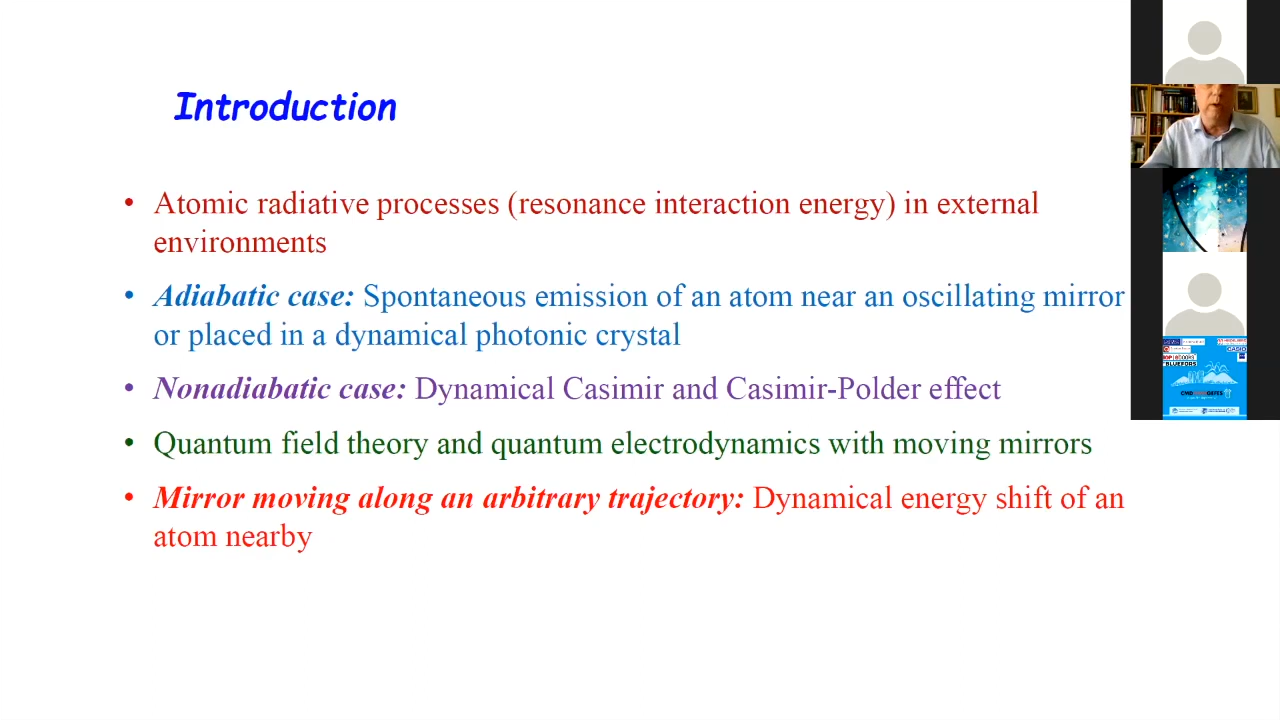 Introduction
• Atomic radiative processes (resonance interaction energy) in external
environments
• Adiabatic case: Spontaneous emission of an atom near an oscillating mirror
or placed in a dynamical photonic crystal
• Nonadiabatic case: Dynamical Casimir and Casimir-Polder effect
• Quantum field theory and quantum electrodynamics with moving mirrors
• Mirror moving along an arbitrary trajectory: Dynamical energy shift of an
atom nearby